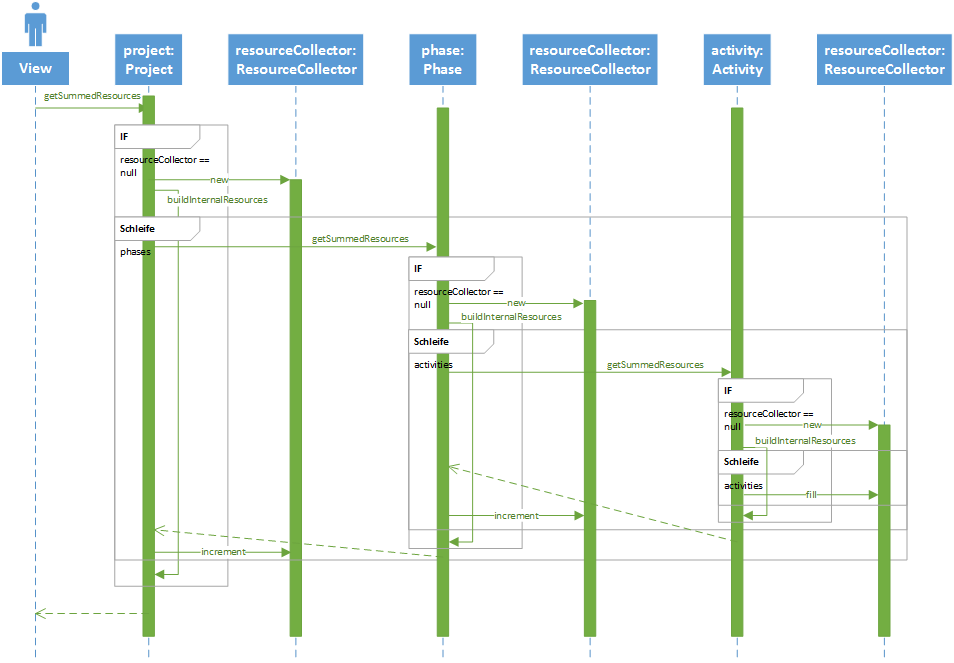 View
project:
Project
resourceCollector:
ResourceCollector
phase:
Phase
resourceCollector:
ResourceCollector
activity:
Activity
resourceCollector:
ResourceCollector
getSummedResources
IF
resourceCollector ==
null
new
buildInternalResources
Schleife
phases
getSummedResources
IF
resourceCollector ==
null
new
buildInternalResources
Schleife
activities
getSummedResources
IF
resourceCollector ==
null
new
buildInternalResources
Schleife
activities
fill
increment
increment